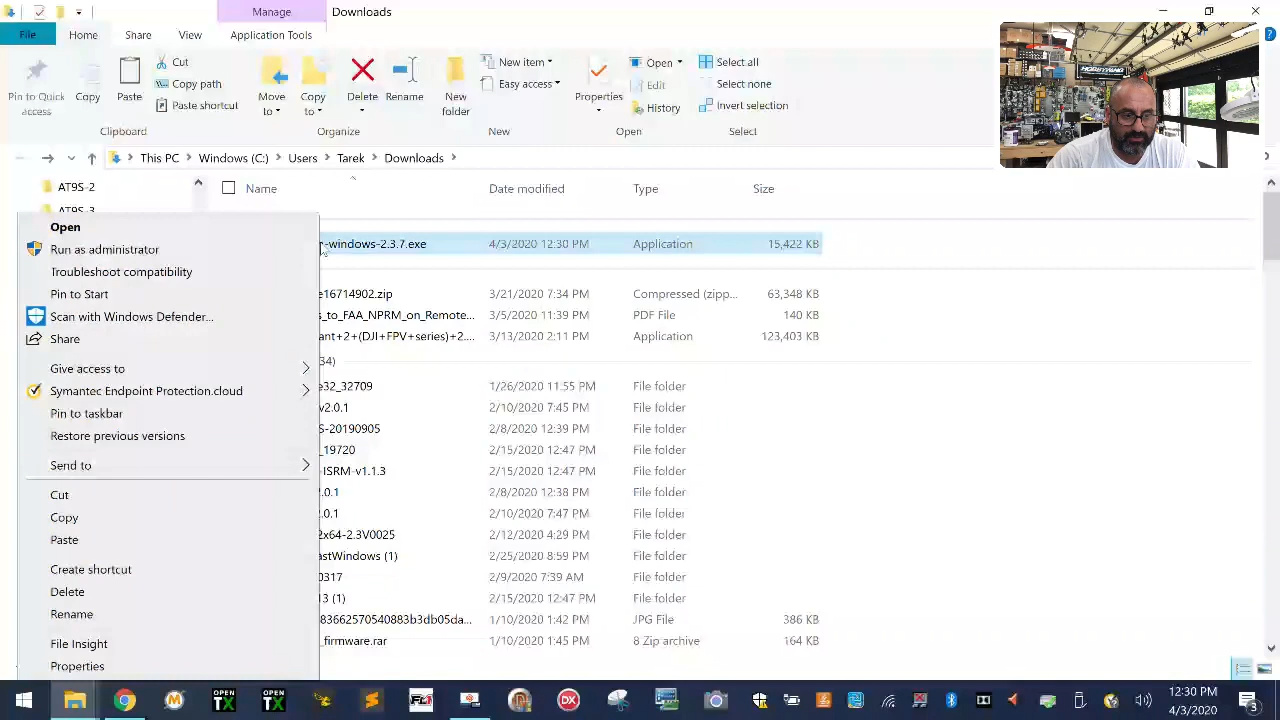 Manage
Downloads
File
Home
Share
View
Application Tools
Pin to Quick access
Copy
Paste
Cut
Copy path
Paste shortcut
Clipboard
Move to
Copy to
Delete
Rename
Organize
New folder
New item
Easy access
New
Properties
Open
Edit
History
Open
Select all
Select none
Invert selection
Select
HOBBYWING
This PC
Windows (C:)
Users
Tarek
Downloads
AT9S-2
AT9S-3
Name
Date modified
Type
Size
-windows-2.3.7.exe 4/3/2020 12:30 PM Application 15,422 KB
e16714902.zip 3/21/2020 7:34 PM Compressed (zipp... 63,348 KB
s_to_FAA_NPRM_on_Remote... 3/5/2020 11:39 PM PDF File 140 KB
ant+2+(DJI+FPV+series)+2.... 3/13/2020 2:11 PM Application 123,403 KB
34)
e32_32709 1/26/2020 11:55 PM File folder
v2.0.1 2/10/2020 7:45 PM File folder
S-20190905 2/8/2020 12:39 PM File folder
_19720 2/15/2020 12:47 PM File folder
-ISRM-v1.1.3 2/15/2020 12:47 PM File folder
2.0.1 2/8/2020 12:38 PM File folder
.0.1 2/10/2020 7:47 PM File folder
2x64-2.3V0025 2/12/2020 4:29 PM File folder
astWindows (1) 2/25/2020 8:59 PM File folder
0317 2/9/2020 7:39 AM File folder
13 (1) 2/15/2020 12:47 PM File folder
83662570540883b3db05da... 1/10/2020 1:42 PM JPG File 386 KB
_firmware.rar 1/10/2020 1:45 PM 8 Zip archive 164 KB
Open
Run as administrator
Troubleshoot compatibility
Pin to Start
Scan with Windows Defender...
Share
Give access to
Symantec Endpoint Protection.cloud
Pin to taskbar
Restore previous versions
Send to
Cut
Copy
Paste
Create shortcut
Delete
Rename
File Insight
Properties
OPEN TX
OPEN TX
DX
12:30 PM
4/3/2020
3